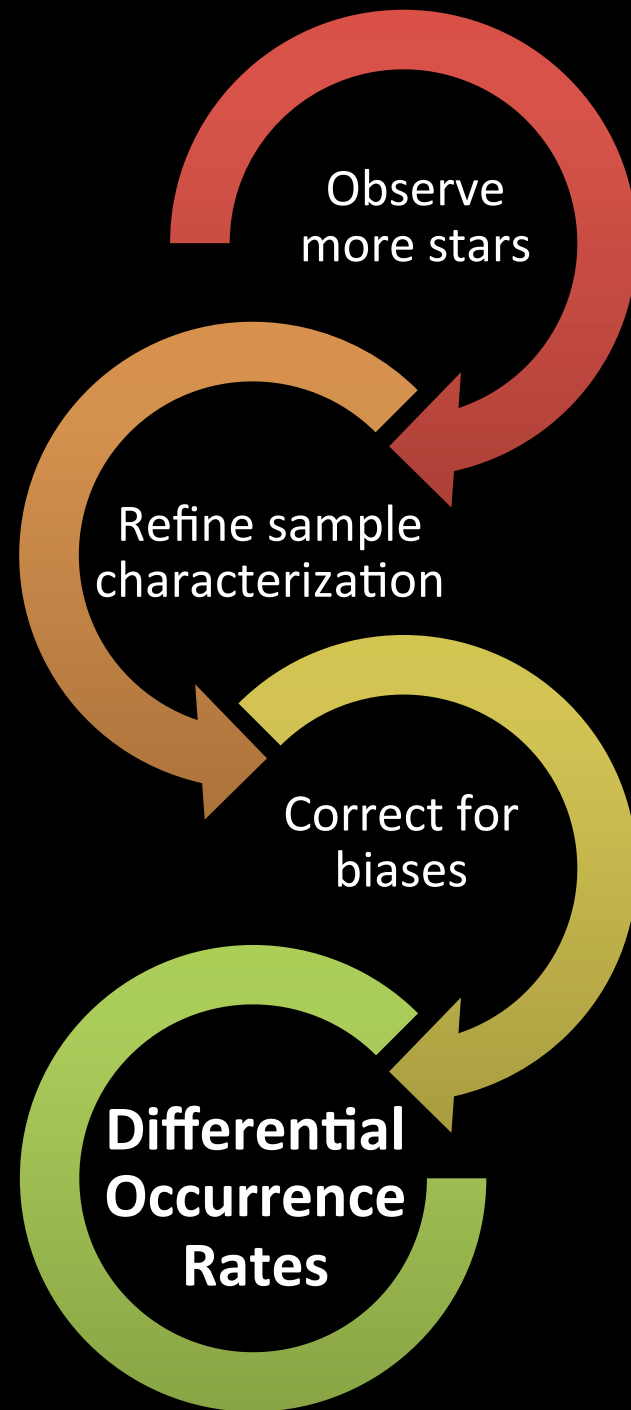 Observe
more stars
Refine sample
characterization
Correct for
biases
Differential
Occurrence
Rates